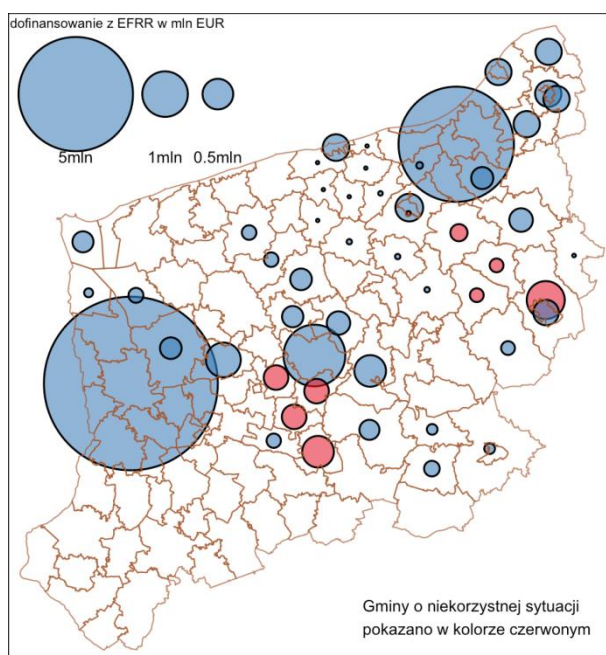 dofinansowanie z EFRR w mln EUR
5mln 1mln 0.5mln
Gminy o niekorzystnej sytuacji
pokazano w kolorze czerwonym